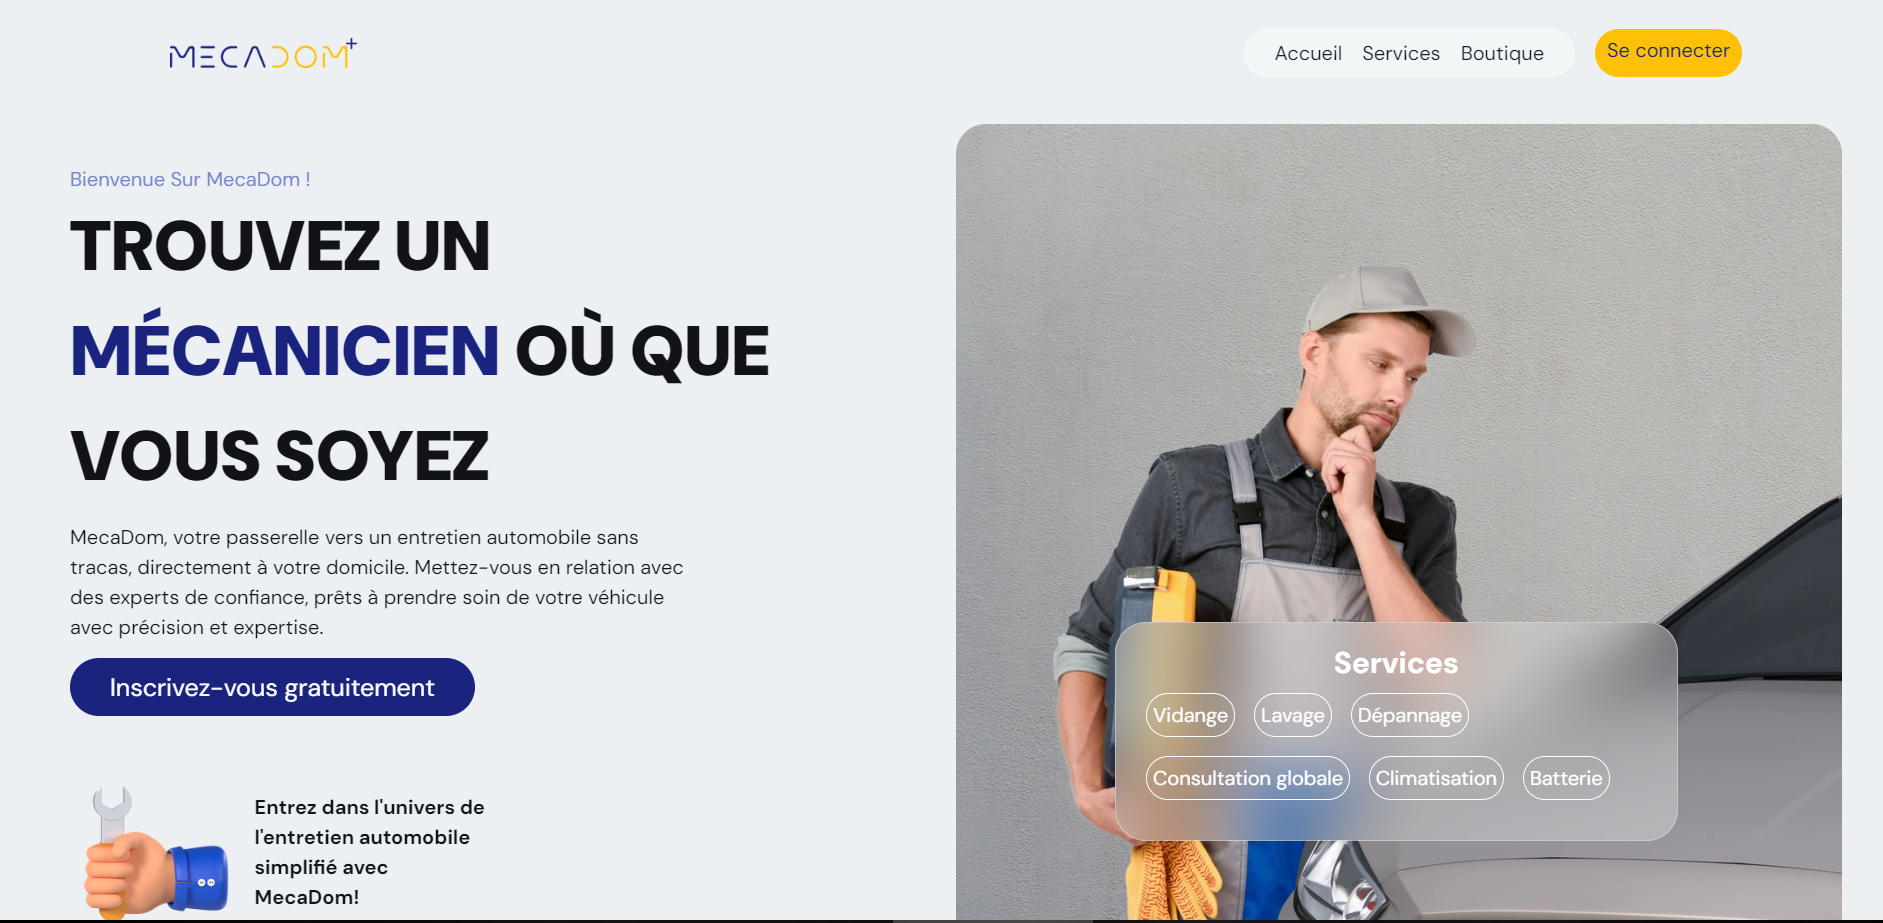 MECADOM+
Accueil Services Boutique
Se connecter
Bienvenue Sur MecaDom !
TROUVEZ UN
MÉCANICIEN OÙ QUE
VOUS SOYEZ
MecaDom, votre passerelle vers un entretien automobile sans
tracas, directement à votre domicile. Mettez-vous en relation avec
des experts de confiance, prêts à prendre soin de votre véhicule
avec précision et expertise.
Inscrivez-vous gratuitement
Entrez dans l'univers de
l'entretien automobile
simplifié avec
MecaDom!
Services
Vidange Lavage Dépannage
Consultation globale Climatisation Batterie